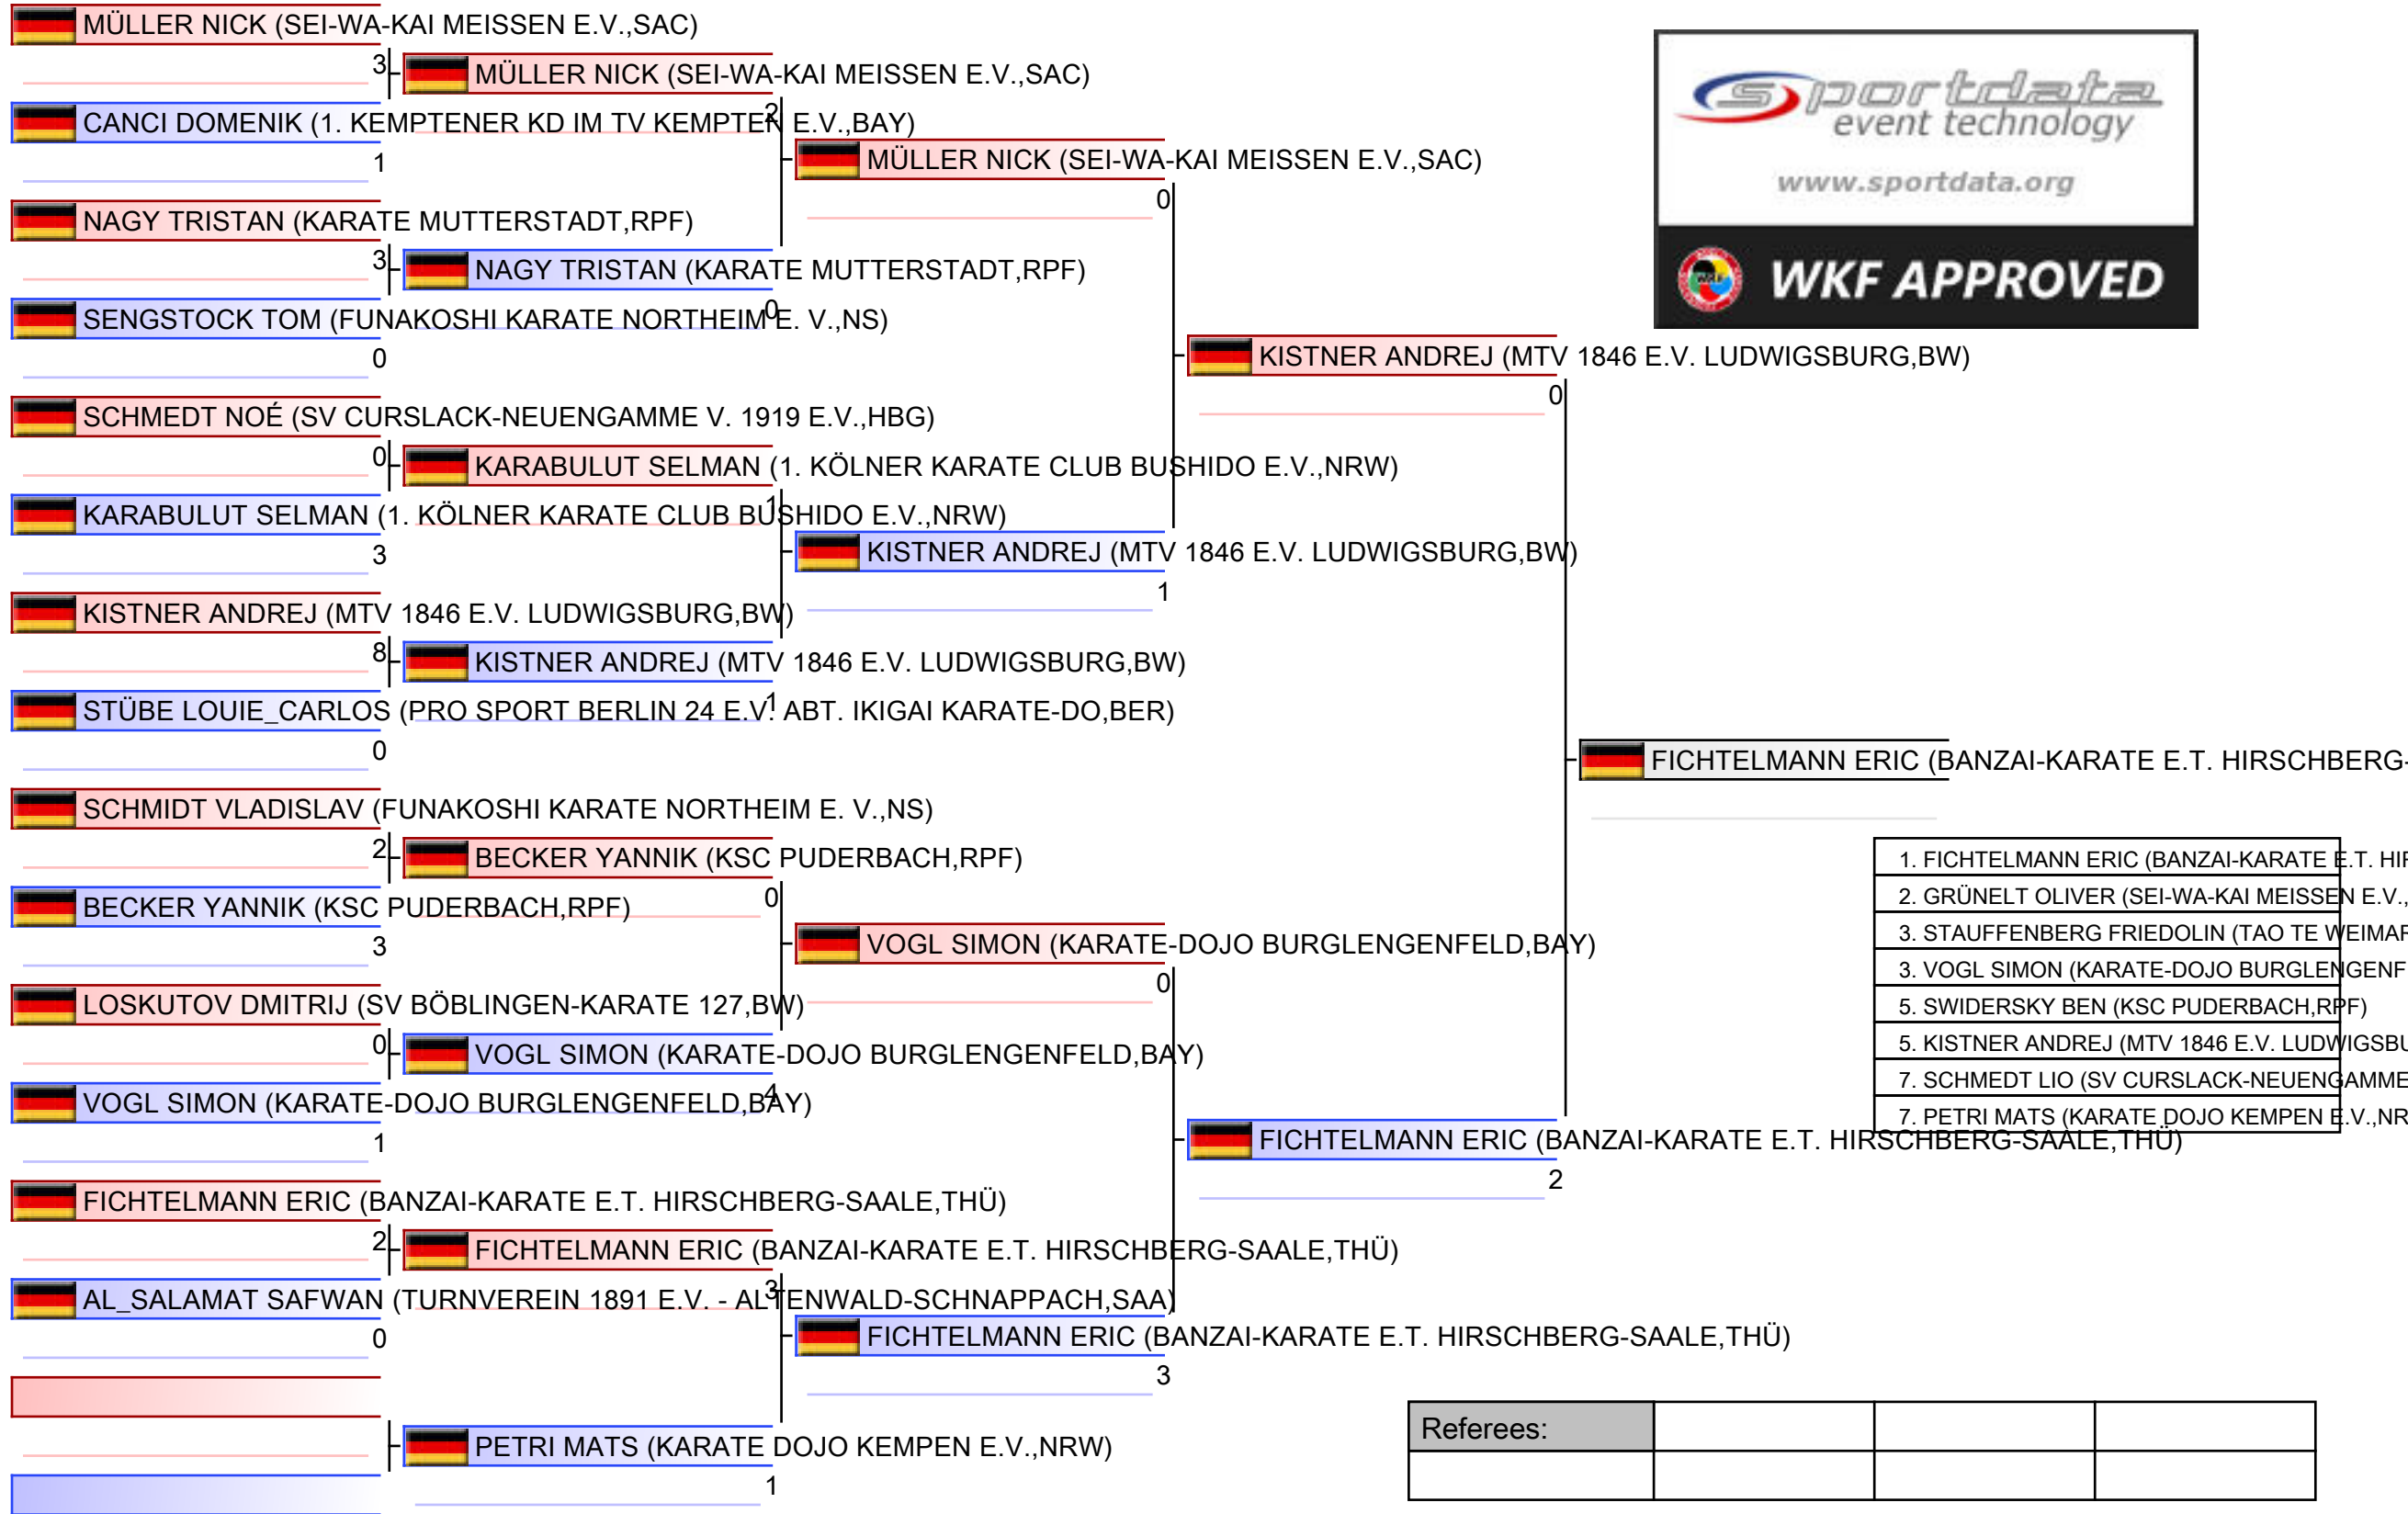 MÜLLER NICK (SEI-WA-KAI MEISSEN E.V.,SAC)
3
CANCI DOMENIK (1. KEMPTENER KD IM TV KEMPTEN E.V.,BAY)
1
NAGY TRISTAN (KARATE MUTTERSTADT,RPF)
3
SENGSTOCK TOM (FUNAKOSHI KARATE NORTHEIM E. V.,NS)
0
SCHMEDT NOÉ (SV CURSLACK-NEUENGAMME V. 1919 E.V.,HBG)
0
KARABULUT SELMAN (1. KÖLNER KARATE CLUB BUSHIDO E.V.,NRW)
3
KISTNER ANDREJ (MTV 1846 E.V. LUDWIGSBURG,BW)
8
STÜBE LOUIE_CARLOS (PRO SPORT BERLIN 24 E.V. ABT. IKIGAI KARATE-DO,BER)
0
SCHMIDT VLADISLAV (FUNAKOSHI KARATE NORTHEIM E. V.,NS)
2
BECKER YANNIK (KSC PUDERBACH,RPF)
3
LOSKUTOV DMITRIJ (SV BÖBLINGEN-KARATE 127,BW)
0
VOGL SIMON (KARATE-DOJO BURGLENGENFELD,BAY)
1
FICHTELMANN ERIC (BANZAI-KARATE E.T. HIRSCHBERG-SAALE,THÜ)
2
AL_SALAMAT SAFWAN (TURNVEREIN 1891 E.V. - ALTENWALD-SCHNAPPACH,SAA)
0
MÜLLER NICK (SEI-WA-KAI MEISSEN E.V.,SAC)
2
NAGY TRISTAN (KARATE MUTTERSTADT,RPF)
0
KARABULUT SELMAN (1. KÖLNER KARATE CLUB BUSHIDO E.V.,NRW)
1
KISTNER ANDREJ (MTV 1846 E.V. LUDWIGSBURG,BW)
1
BECKER YANNIK (KSC PUDERBACH,RPF)
0
VOGL SIMON (KARATE-DOJO BURGLENGENFELD,BAY)
4
FICHTELMANN ERIC (BANZAI-KARATE E.T. HIRSCHBERG-SAALE,THÜ)
3
PETRI MATS (KARATE DOJO KEMPEN E.V.,NRW)
1
MÜLLER NICK (SEI-WA-KAI MEISSEN E.V.,SAC)
0
KISTNER ANDREJ (MTV 1846 E.V. LUDWIGSBURG,BW)
1
VOGL SIMON (KARATE-DOJO BURGLENGENFELD,BAY)
0
FICHTELMANN ERIC (BANZAI-KARATE E.T. HIRSCHBERG-SAALE,THÜ)
3
KISTNER ANDREJ (MTV 1846 E.V. LUDWIGSBURG,BW)
0
FICHTELMANN ERIC (BANZAI-KARATE E.T. HIRSCHBERG-SAALE,THÜ)
2
FICHTELMANN ERIC (BANZAI-KARATE E.T. HIRSCHBERG-
sportdata
event technology
www.sportdata.org
WKF APPROVED
1. FICHTELMANN ERIC (BANZAI-KARATE E.T.
2. GRÜNELT OLIVER (SEI-WA-KAI MEISSEN E.V.,
3. STAUFFENBERG FRIEDOLIN (TAO TE WEIMAR
3. VOGL SIMON (KARATE-DOJO BURGLENGENF
5. SWIDERSKY BEN (KSC PUDERBACH,RPF)
5. KISTNER ANDREJ (MTV 1846 E.V. LUDWIGSBU
7. SCHMEDT LIO (SV CURSLACK-NEUENGAMME
7. PETRI MATS (KARATE DOJO KEMPEN E.V.,NR
Referees: